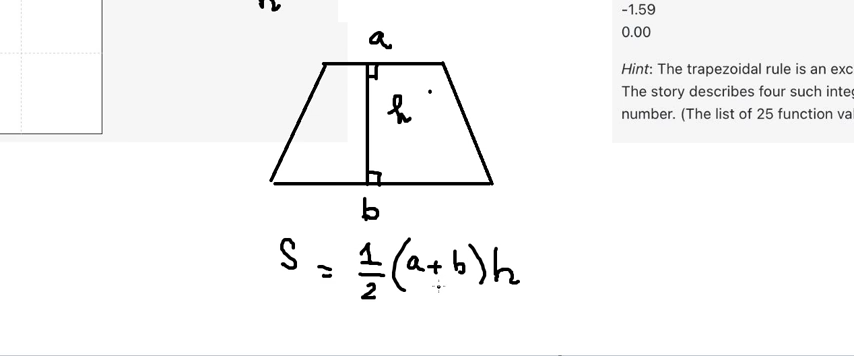 -1.59
0.00
a
Hint: The trapezoidal rule is an exc
h
The story describes four such integ
number. (The list of 25 function va
b
S = 1/2 (a+b)h